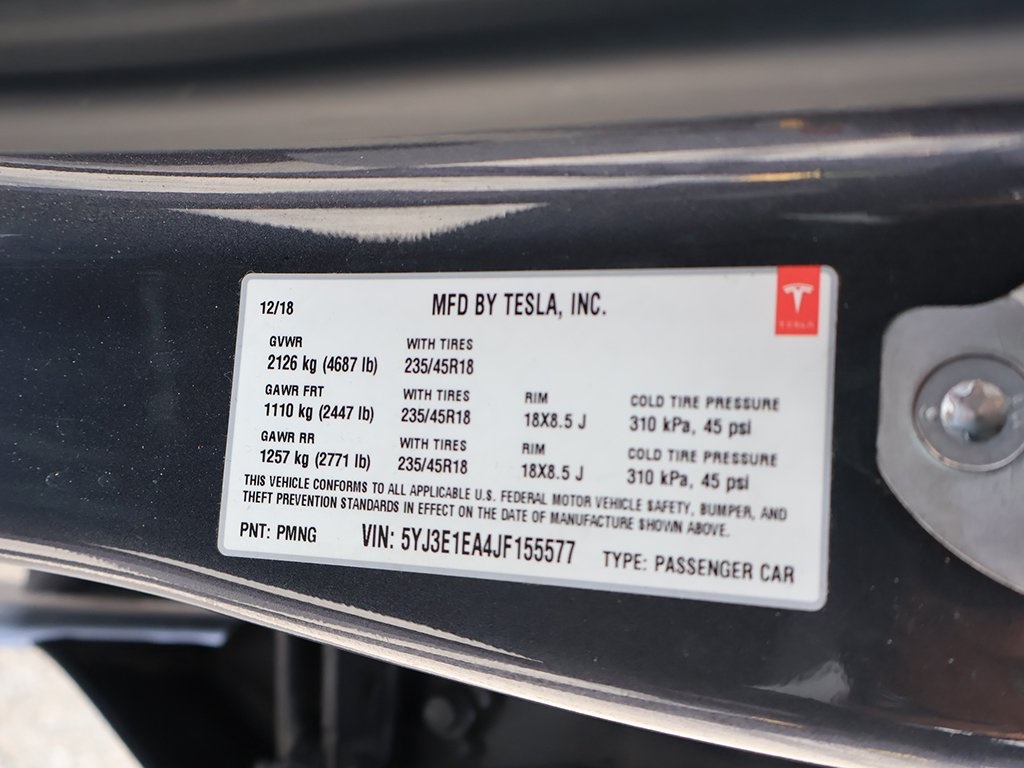 12/18 MFD BY TESLA, INC.
TESLA
GVWR WITH TIRES
2126 kg (4687 lb) 235/45R18
GAWR FRT WITH TIRES RIM COLD TIRE PRESSURE
1110 kg (2447 lb) 235/45R18 18X8.5 J 310 kPa, 45 psi
GAWR RR WITH TIRES RIM COLD TIRE PRESSURE
1257 kg (2771 lb) 235/45R18 18X8.5 J 310 kPa, 45 psi
THIS VEHICLE CONFORMS TO ALL APPLICABLE U.S. FEDERAL MOTOR VEHICLE SAFETY, BUMPER, AND
THEFT PREVENTION STANDARDS IN EFFECT ON THE DATE OF MANUFACTURE SHOWN ABOVE.
PNT: PMNG VIN: 5YJ3E1EA4JF155577 TYPE: PASSENGER CAR